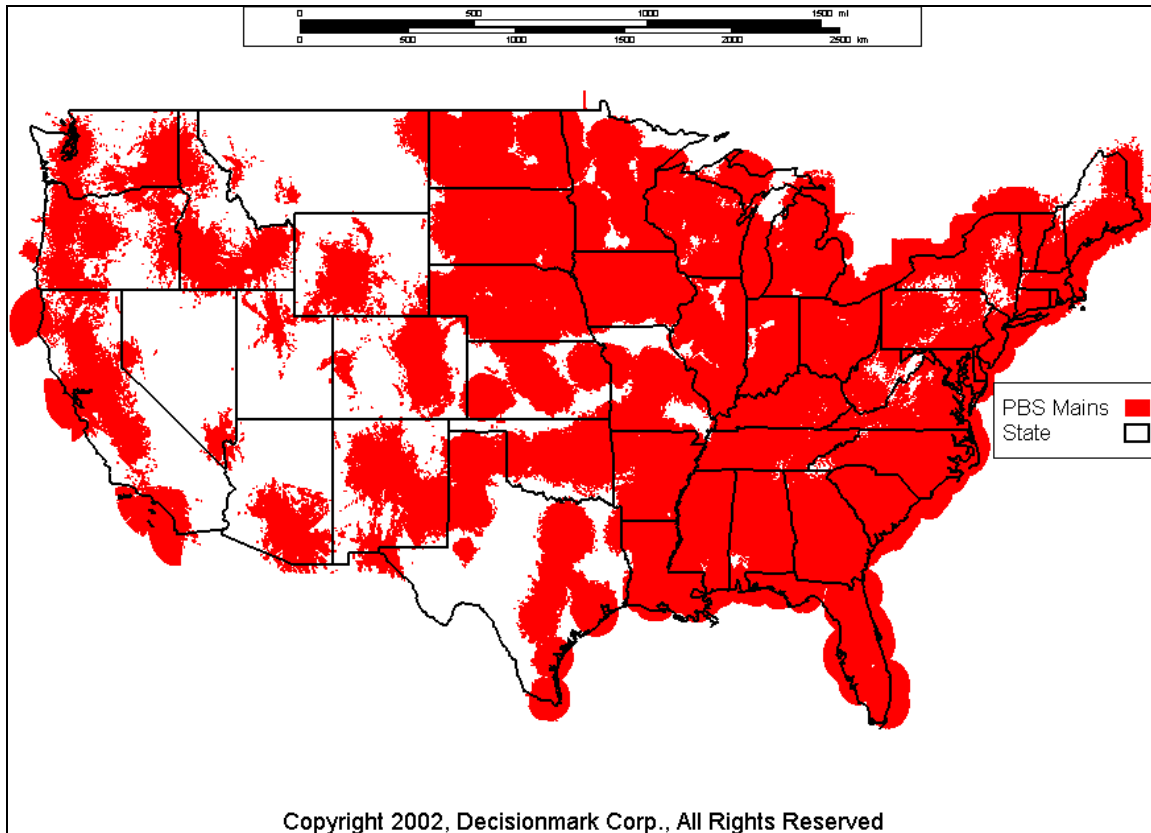 0 500 1000 1500 ml
0 500 1000 1500 2000 2500 km
PBS Mains
State
Copyright 2002, Decisionmark Corp., All Rights Reserved